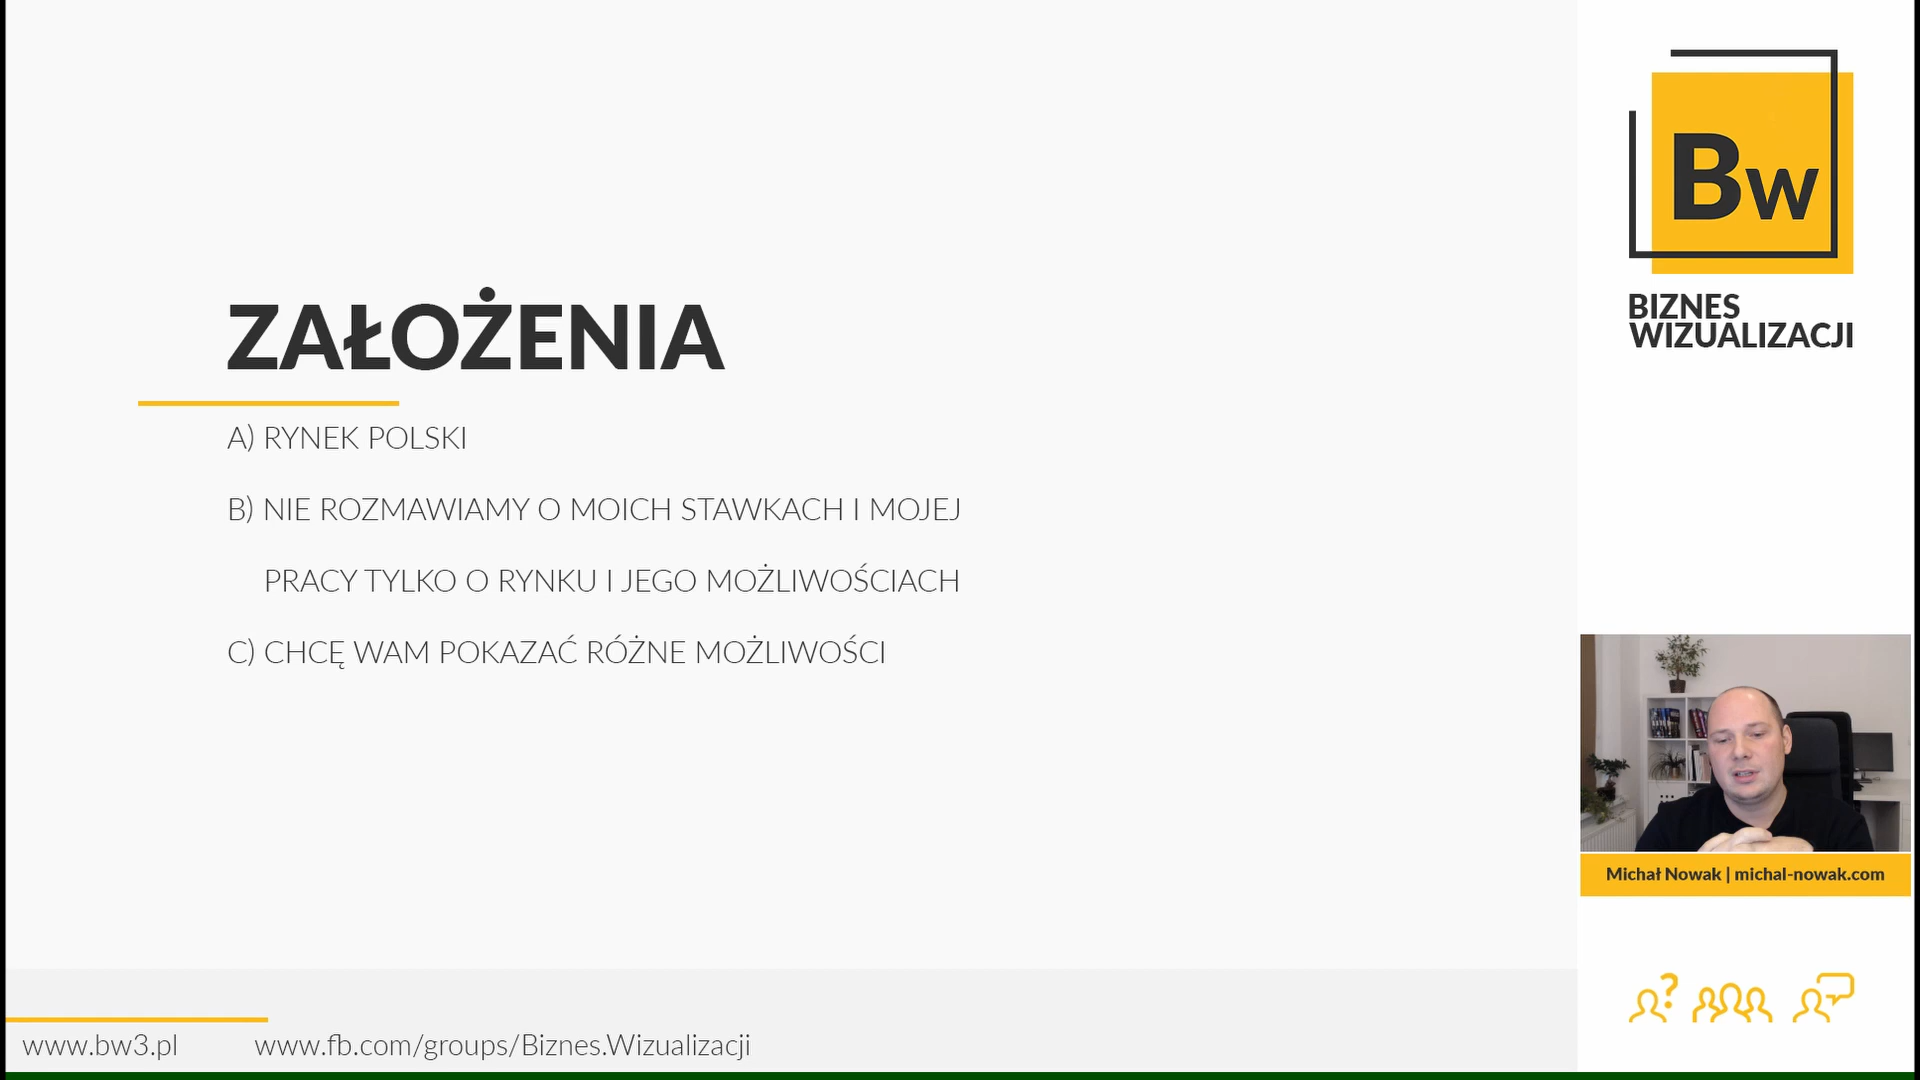 ZAŁOŻENIA
A) RYNEK POLSKI
B) NIE ROZMAWIAMY O MOICH STAWKACH I MOJEJ
PRACY TYLKO O RYNKU I JEGO MOŻLIWOŚCIACH
C) CHCĘ WAM POKAZAĆ RÓŻNE MOŻLIWOŚCI
www.bw3.pl
www.fb.com/groups/Biznes.Wizualizacji
Bw
BIZNES
WIZUALIZACJI
Michał Nowak | michal-nowak.com